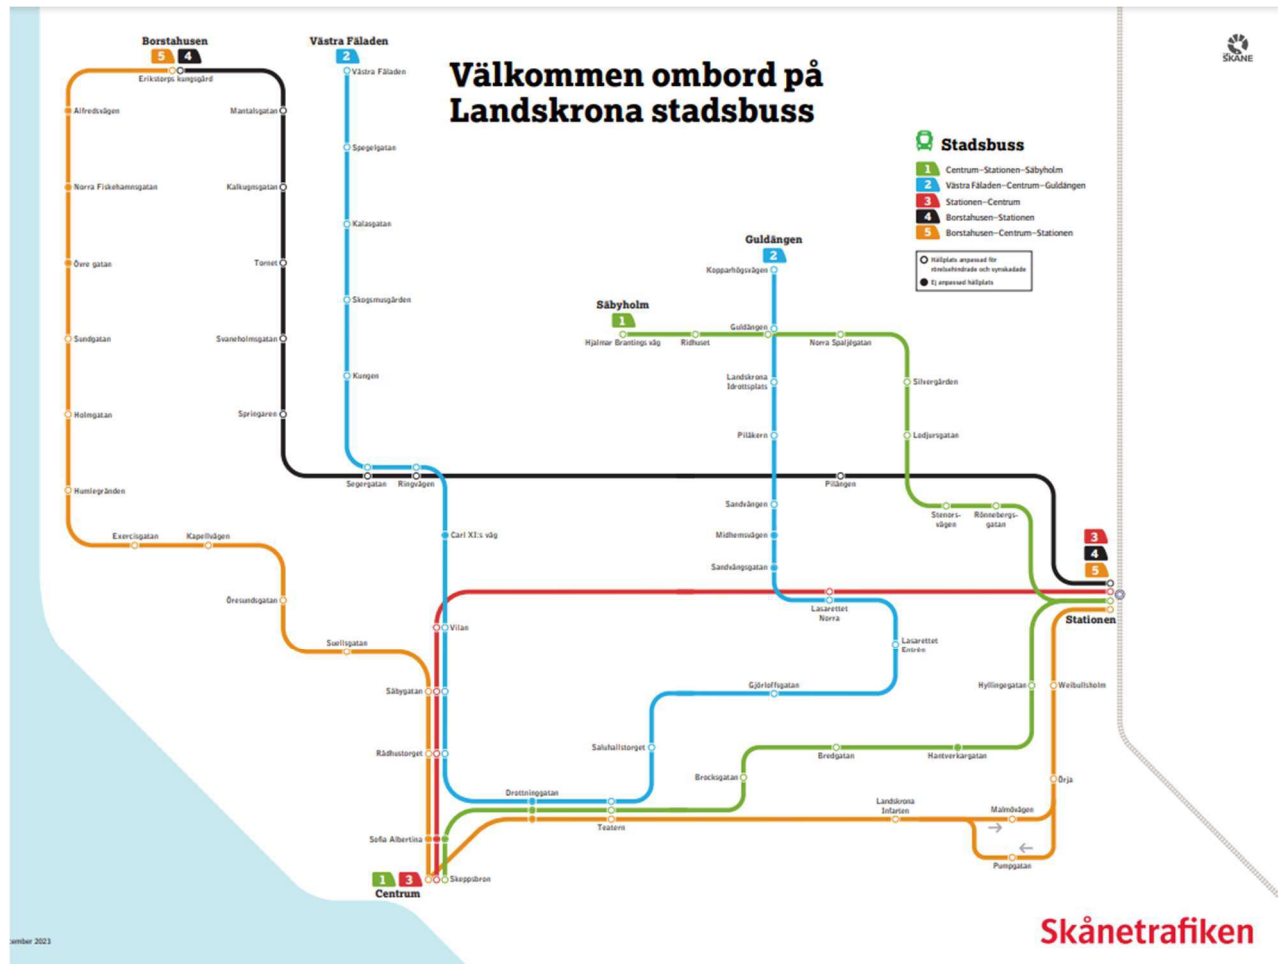 Borstahusen
5 4
Erikstorps kungsgård
Västra Fäladen
2
Västra Fäladen
Välkommen ombord på
Landskrona stadsbuss
SKÅNE
Stadsbuss
1 Centrum–Stationen–Säbyholm
2 Västra Fäladen–Centrum–Guldängen
3 Stationen–Centrum
4 Borstahusen–Stationen
5 Borstahusen–Centrum–Stationen
Hållplats anpassad för
rörelsehindrade och synskadade
Ej anpassad hållplats
Alfredsvägen
Norra Fiskehamnsgatan
Övre gatan
Sundgatan
Holmgatan
Humlegränden
Exercisgatan
Kapellvägen
Öresundsgatan
Suellsgatan
Mantalsgatan
Kalkugnsgatan
Torset
Svaneholmsgatan
Springaren
Segergatan
Ringvägen
Pilängen
Spegelgatan
Kalasgatan
Skogsmusgården
Kungen
Carl XI:s väg
Vilan
Säbygatan
Rådhustorget
Sofia Albertina
Skeppsbron
1 3
Centrum
Guldängen
2
Kopparhögsvägen
Guldängen
Landskrona
Idrottsplats
Pilåkern
Sandvången
Midhemsvägen
Sandvångsgatan
Lasarettet
Norra
Lasarettet
Entrén
Gjörloffsgatan
Saluhallstorget
Drottninggatan
Teatern
Säbyholm
1
Hjalmar Brantings väg
Ridhuset
Norra Spaljégatan
Silvergården
Lodjursgatan
Stenors-
vägen
Rönnebergs-
gatan
3
4
5
Stationen
Hyllingegatan
Weibullsholm
Hantverkargatan
Bredgatan
Brocksgatan
Örja
Landskrona
Infarten
Malmövägen
Pumpgatan
Skånetrafiken
cember 2023